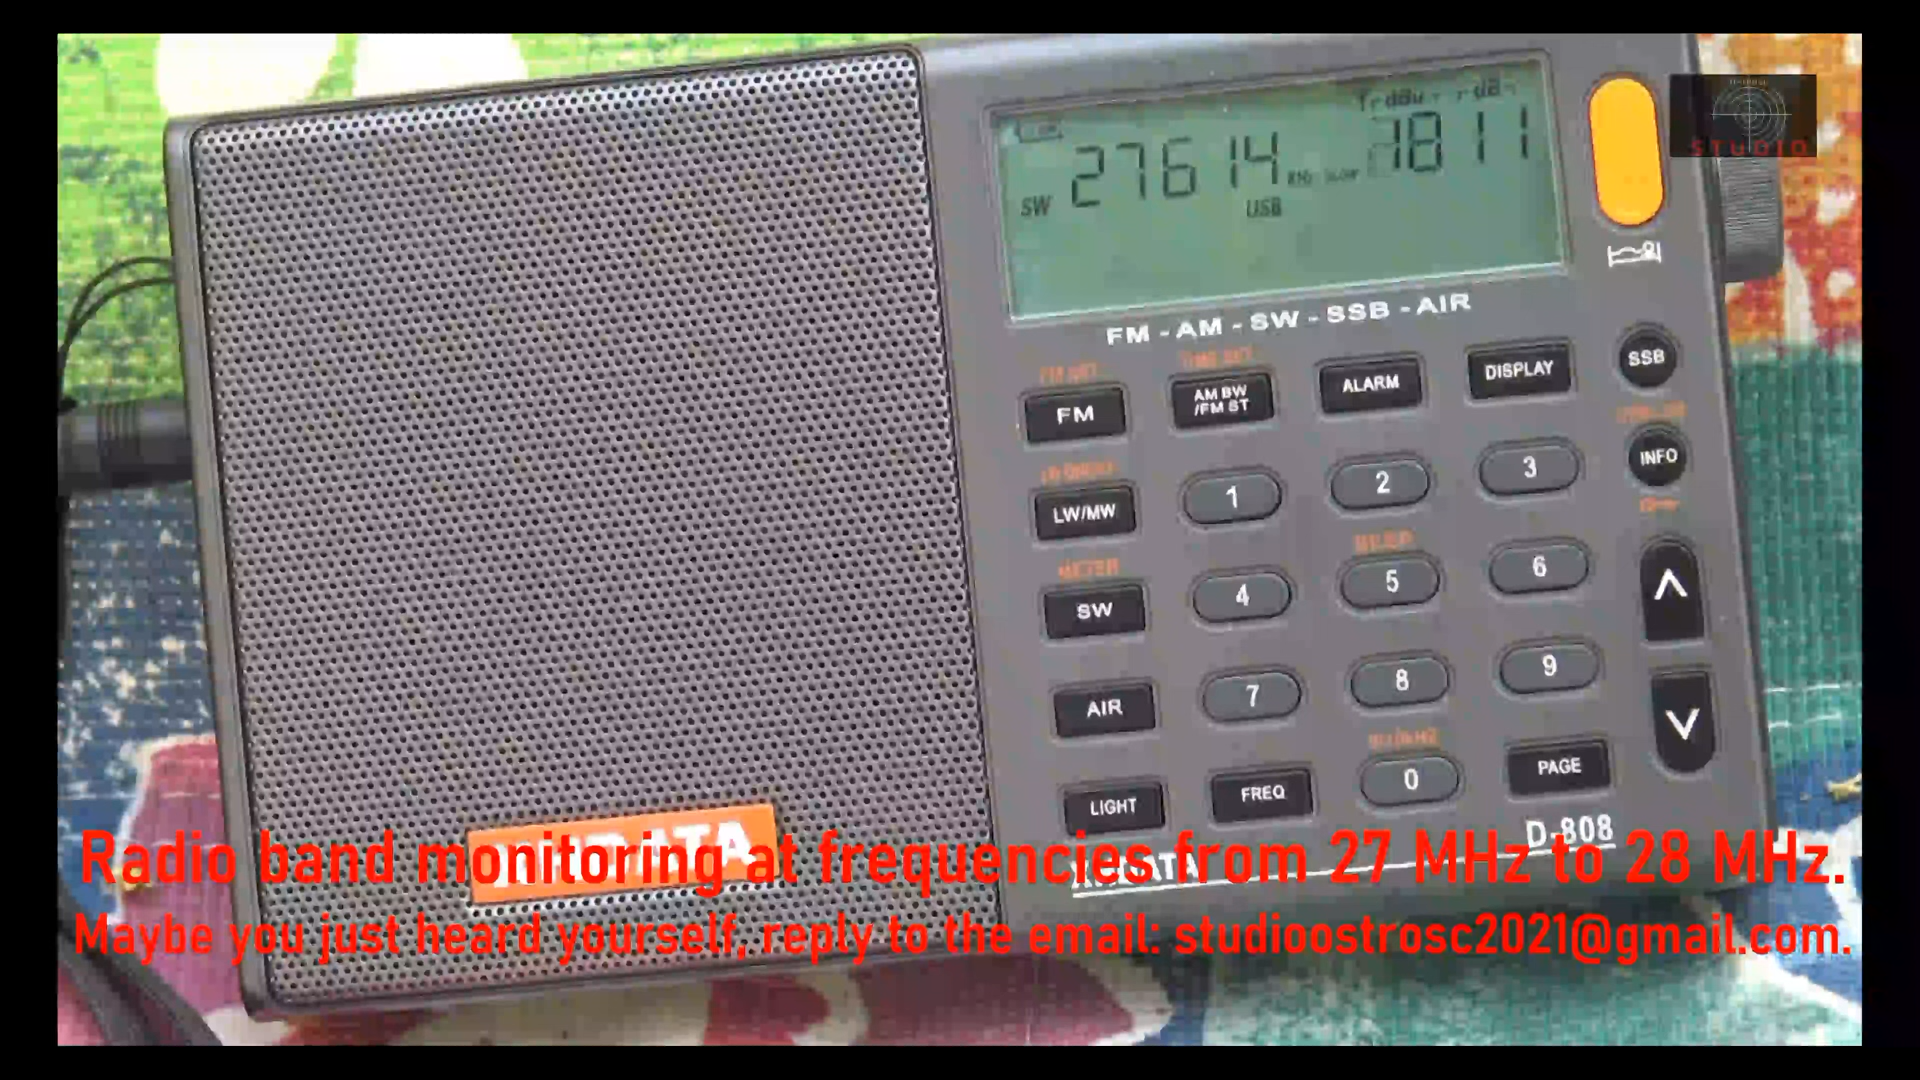 27614
SW
USB
FM - AM - SW - SSB - AIR
FM
AM BW
/FM ST
ALARM
DISPLAY
SSB
INFO
LW/MW
1
2
3
METER
SW
4
5
6
AIR
7
8
9
LIGHT
FREQ
0
PAGE
D-808
Radio band monitoring at frequencies from 27 MHz to 28 MHz.
Maybe you just heard yourself, reply to the email: studioostrosc2021@gmail.com.
STUDIO